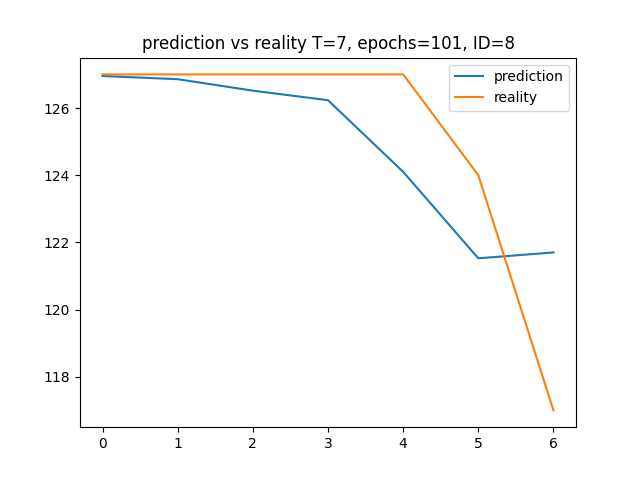 prediction vs reality T=7, epochs=101, ID=8
prediction
reality
126
124
122
120
118
0 1 2 3 4 5 6